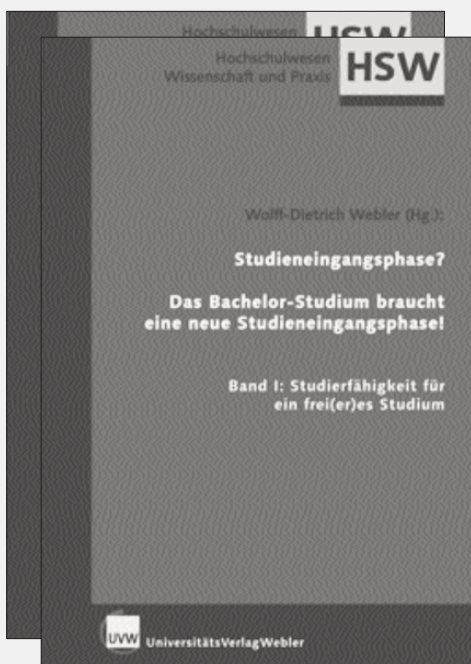 Hochschulwesen
HSW
Hochschulwesen
Wissenschaft und Praxis
HSW
Wolff-Dietrich Webler (Hg.):
Studieneingangsphase?
Das Bachelor-Studium braucht
eine neue Studieneingangsphase!
Band I: Studierfähigkeit für
ein frei(er)es Studium
UVW UniversitätsVerlagWebler